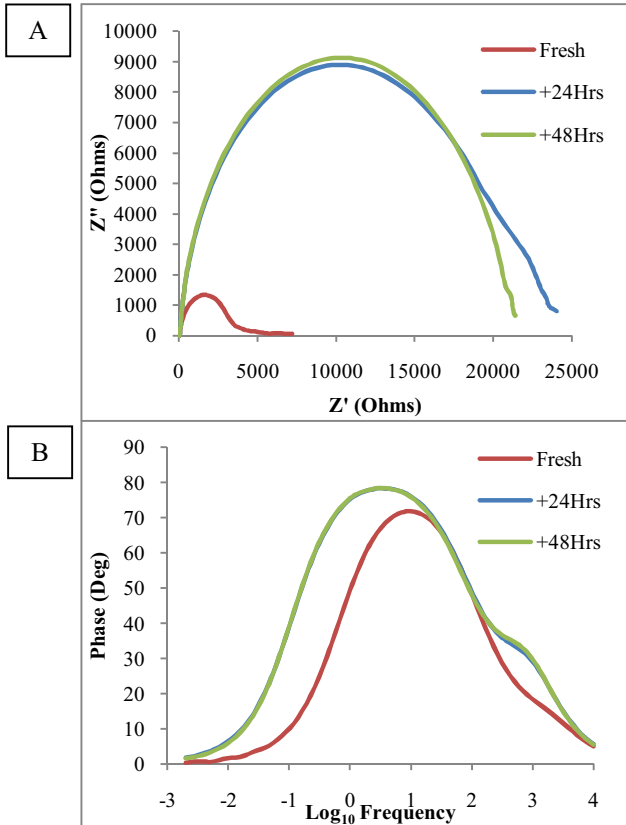 A
10000
9000
8000
7000
6000
5000
4000
3000
2000
1000
0
Z'' (Ohms)
Fresh
+24Hrs
+48Hrs
0 5000 10000 15000 20000 25000
Z' (Ohms)
B
90
80
70
60
50
40
30
20
10
0
Phase (Deg)
Fresh
+24Hrs
+48Hrs
-3 -2 -1 0 1 2 3 4
Log10 Frequency